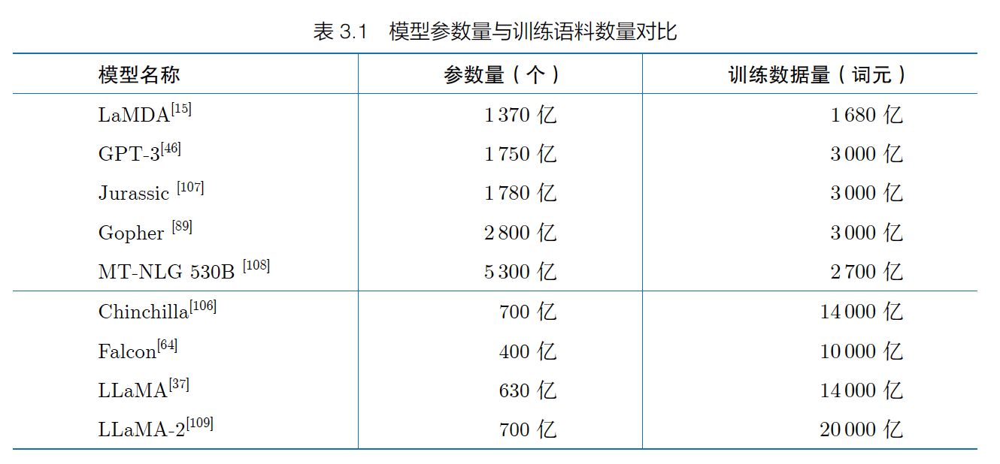 表 3.1 模型参数量与训练语料数量对比
模型名称 参数量（个） 训练数据量（词元）
LaMDA[15] 1 370 亿 1 680 亿
GPT-3[46] 1 750 亿 3 000 亿
Jurassic [107] 1 780 亿 3 000 亿
Gopher [89] 2 800 亿 3 000 亿
MT-NLG 530B [108] 5 300 亿 2 700 亿
Chinchilla[106] 700 亿 14 000 亿
Falcon[64] 400 亿 10 000 亿
LLaMA[37] 630 亿 14 000 亿
LLaMA-2[109] 700 亿 20 000 亿